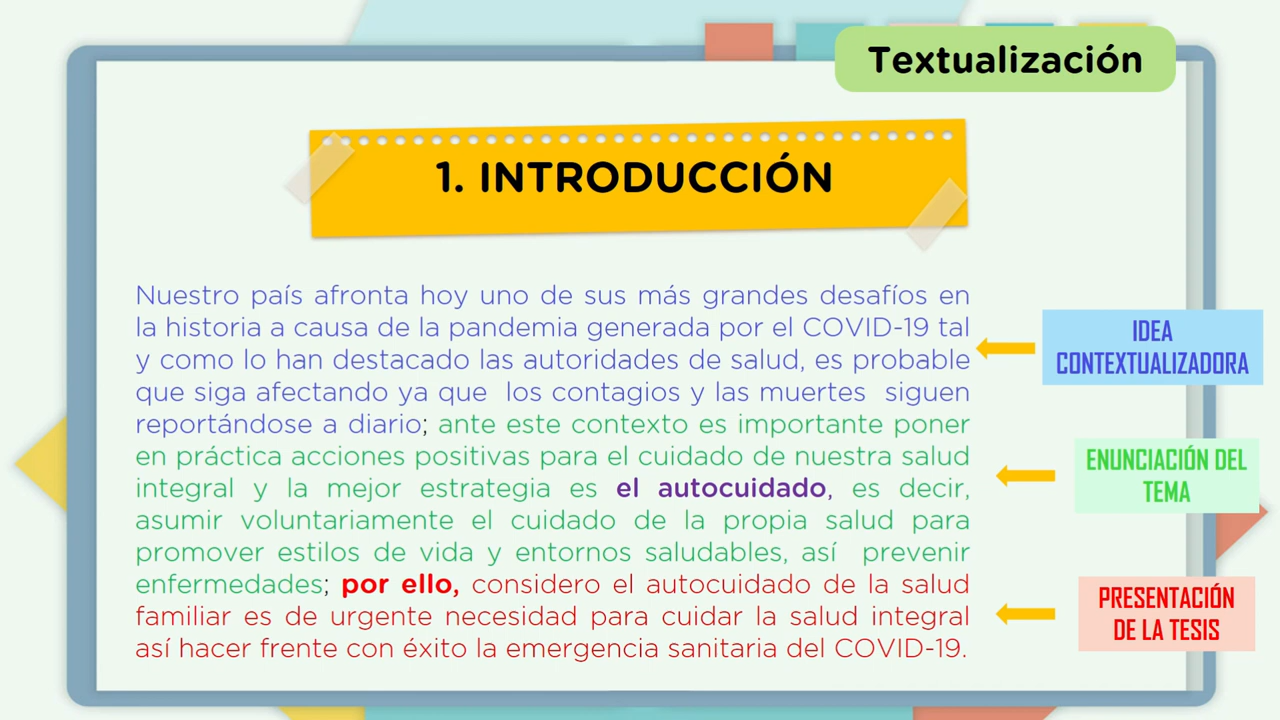 Textualización
1. INTRODUCCIÓN
Nuestro país afronta hoy uno de sus más grandes desafíos en
la historia a causa de la pandemia generada por el COVID-19 tal
y como lo han destacado las autoridades de salud, es probable
que siga afectando ya que los contagios y las muertes siguen
reportándose a diario; ante este contexto es importante poner
en práctica acciones positivas para el cuidado de nuestra salud
integral y la mejor estrategia es el autocuidado, es decir,
asumir voluntariamente el cuidado de la propia salud para
promover estilos de vida y entornos saludables, así prevenir
enfermedades; por ello, considero el autocuidado de la salud
familiar es de urgente necesidad para cuidar la salud integral
así hacer frente con éxito la emergencia sanitaria del COVID-19.
IDEA
CONTEXTUALIZADORA
ENUNCIACIÓN DEL
TEMA
PRESENTACIÓN
DE LA TESIS